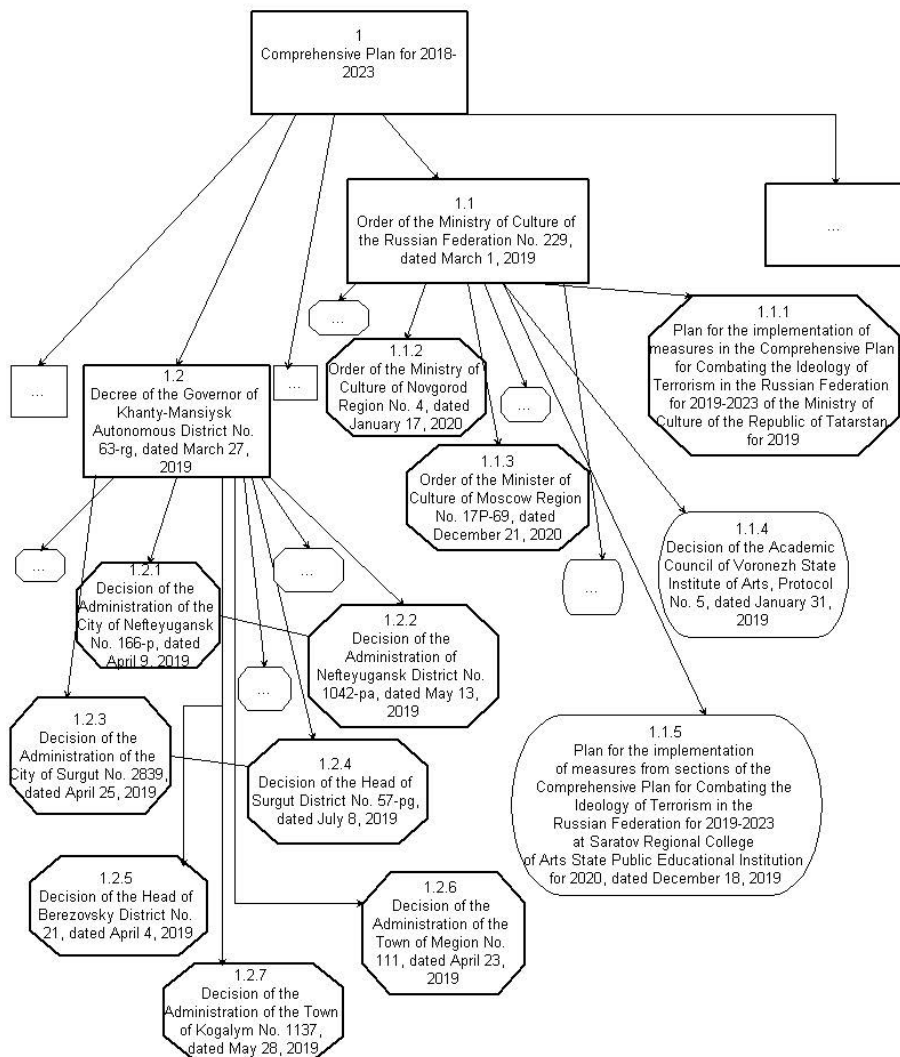 1
Comprehensive Plan for 2018-
2023
1.1
Order of the Ministry of Culture of
the Russian Federation No. 229,
dated March 1, 2019
...
...
1.1.1
Plan for the implementation of
measures in the Comprehensive Plan
for Combating the Ideology of
Terrorism in the Russian Federation
for 2019-2023 of the Ministry of
Culture of the Republic of Tatarstan
for 2019
1.1.2
Order of the Ministry of
Culture of Novgorod
Region No. 4, dated
January 17, 2020
...
1.2
Decree of the Governor of
Khanty-Mansiysk
Autonomous District No.
63-rg, dated March 27,
2019
...
...
1.1.3
Order of the Minister of
Culture of Moscow Region
No. 17P-69, dated
December 21, 2020
1.1.4
Decision of the Academic
Council of Voronezh State
Institute of Arts, Protocol
No. 5, dated January 31,
2019
...
...
...
1.2.1
Decision of the
Administration of the
City of Nefteyugansk
No. 166-p, dated
April 9, 2019
1.2.2
Decision of the
Administration of
Nefteyugansk District No.
1042-pa, dated May 13,
2019
...
1.2.3
Decision of the
Administration of the
City of Surgut No. 2839,
dated April 25, 2019
1.2.4
Decision of the Head of
Surgut District No. 57-pg,
dated July 8, 2019
1.1.5
Plan for the implementation
of measures from sections of the
Comprehensive Plan for Combating the
Ideology of Terrorism in the
Russian Federation for 2019-2023
at Saratov Regional College
of Arts State Public Educational Institution
for 2020, dated December 18, 2019
1.2.5
Decision of the Head of
Berezovsky District No.
21, dated April 4, 2019
1.2.6
Decision of the
Administration of the
Town of Megion No.
111, dated April 23,
2019
1.2.7
Decision of the
Administration of the Town
of Kogalym No. 1137,
dated May 28, 2019